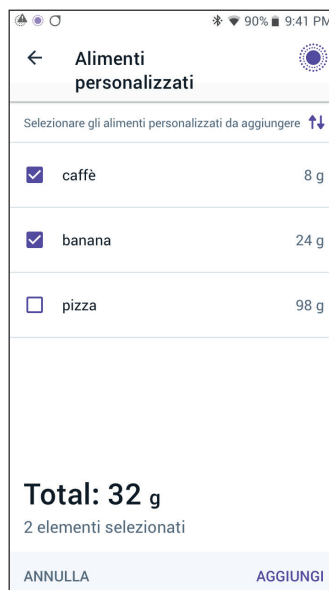 90% 9:41 PM
Alimenti
personalizzati
Selezionare gli alimenti personalizzati da aggiungere
caffè 8 g
banana 24 g
pizza 98 g
Total: 32 g
2 elementi selezionati
ANNULLA AGGIUNGI